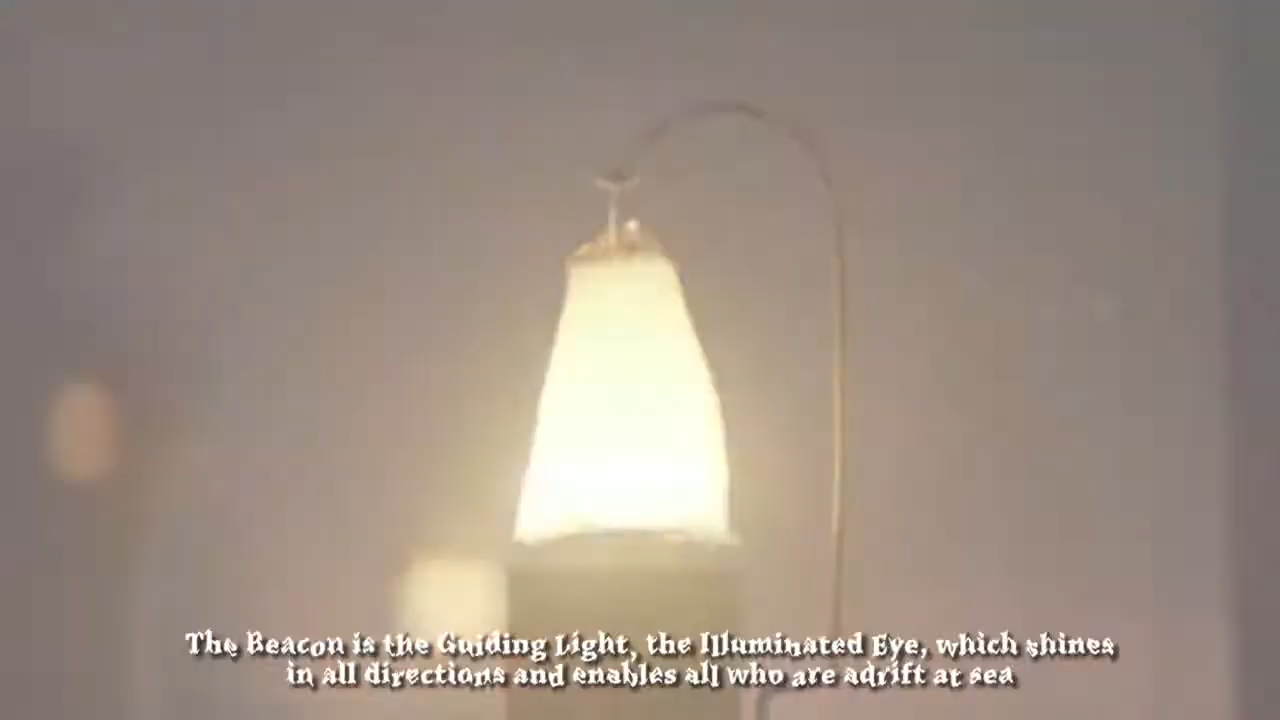 The Beacon is the Guiding Light, the Illuminated Eye, which shines
in all directions and enables all who are adrift at sea